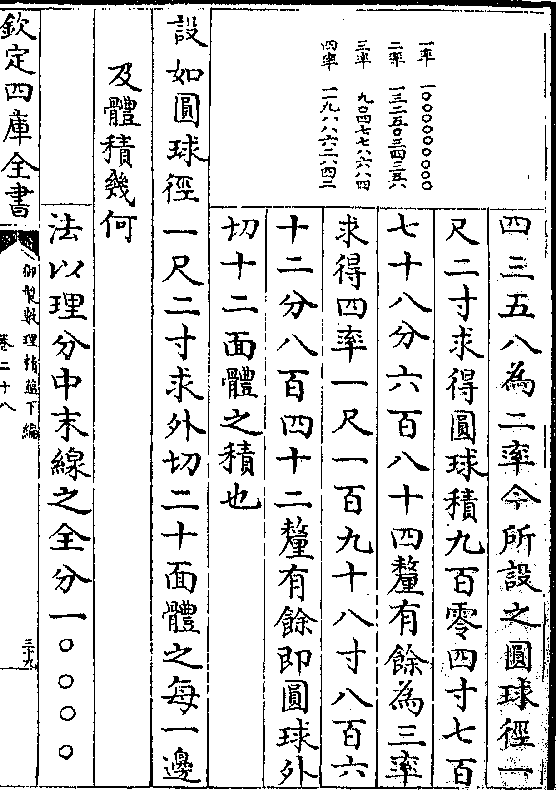 一率　一〇〇〇〇〇〇〇〇〇
二率　一三二五〇三四三五八
三率　九〇四七七八六八四
四率　一一九八八六二八四二
四三五八為二率今所設之圓球徑一
尺二寸求得圓球積九百零四寸七百
七十八分六百八十四釐有餘為三率
求得四率一尺一百九十八寸八百六
十二分八百四十二釐有餘即圓球外
切十二面體之積也
設如圓球徑一尺二寸求外切二十面體之每一邊
及體積幾何
法以理分中末線之全分一〇〇〇〇
欽定四庫全書
御製數理精蘊下編
卷二十八
三十九